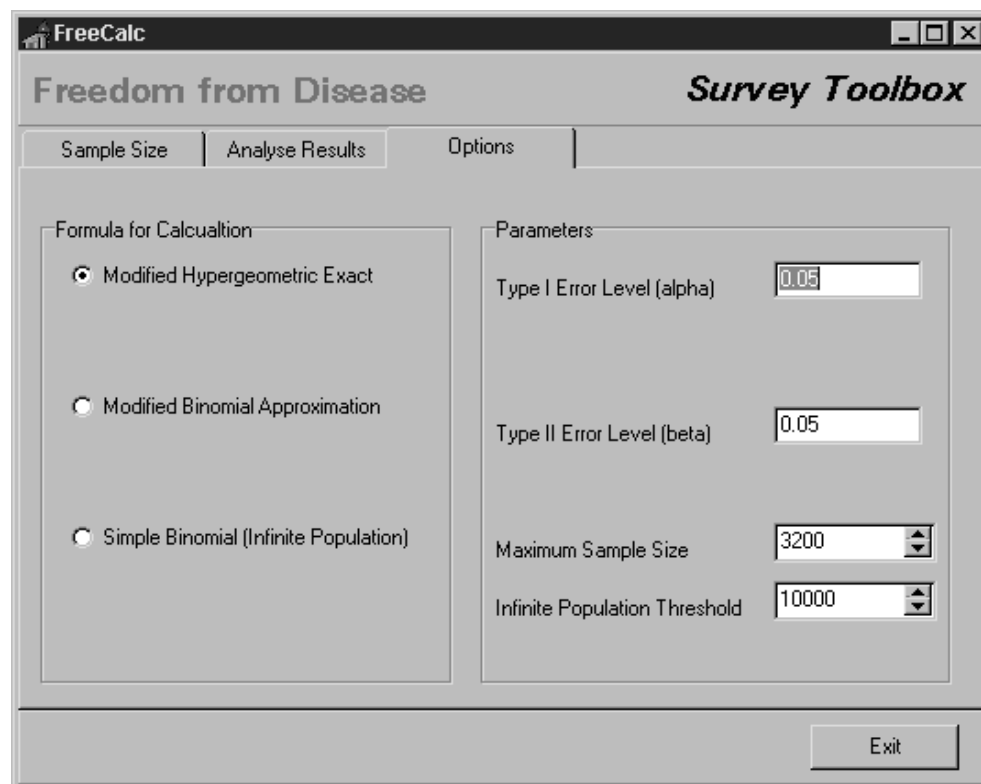 FreeCalc
Freedom from Disease
Survey Toolbox
Sample Size
Analyse Results
Options
Formula for Calcualtion
Modified Hypergeometric Exact
Modified Binomial Approximation
Simple Binomial (Infinite Population)
Parameters
Type I Error Level (alpha)
0.05
Type II Error Level (beta)
0.05
Maximum Sample Size
3200
Infinite Population Threshold
10000
Exit